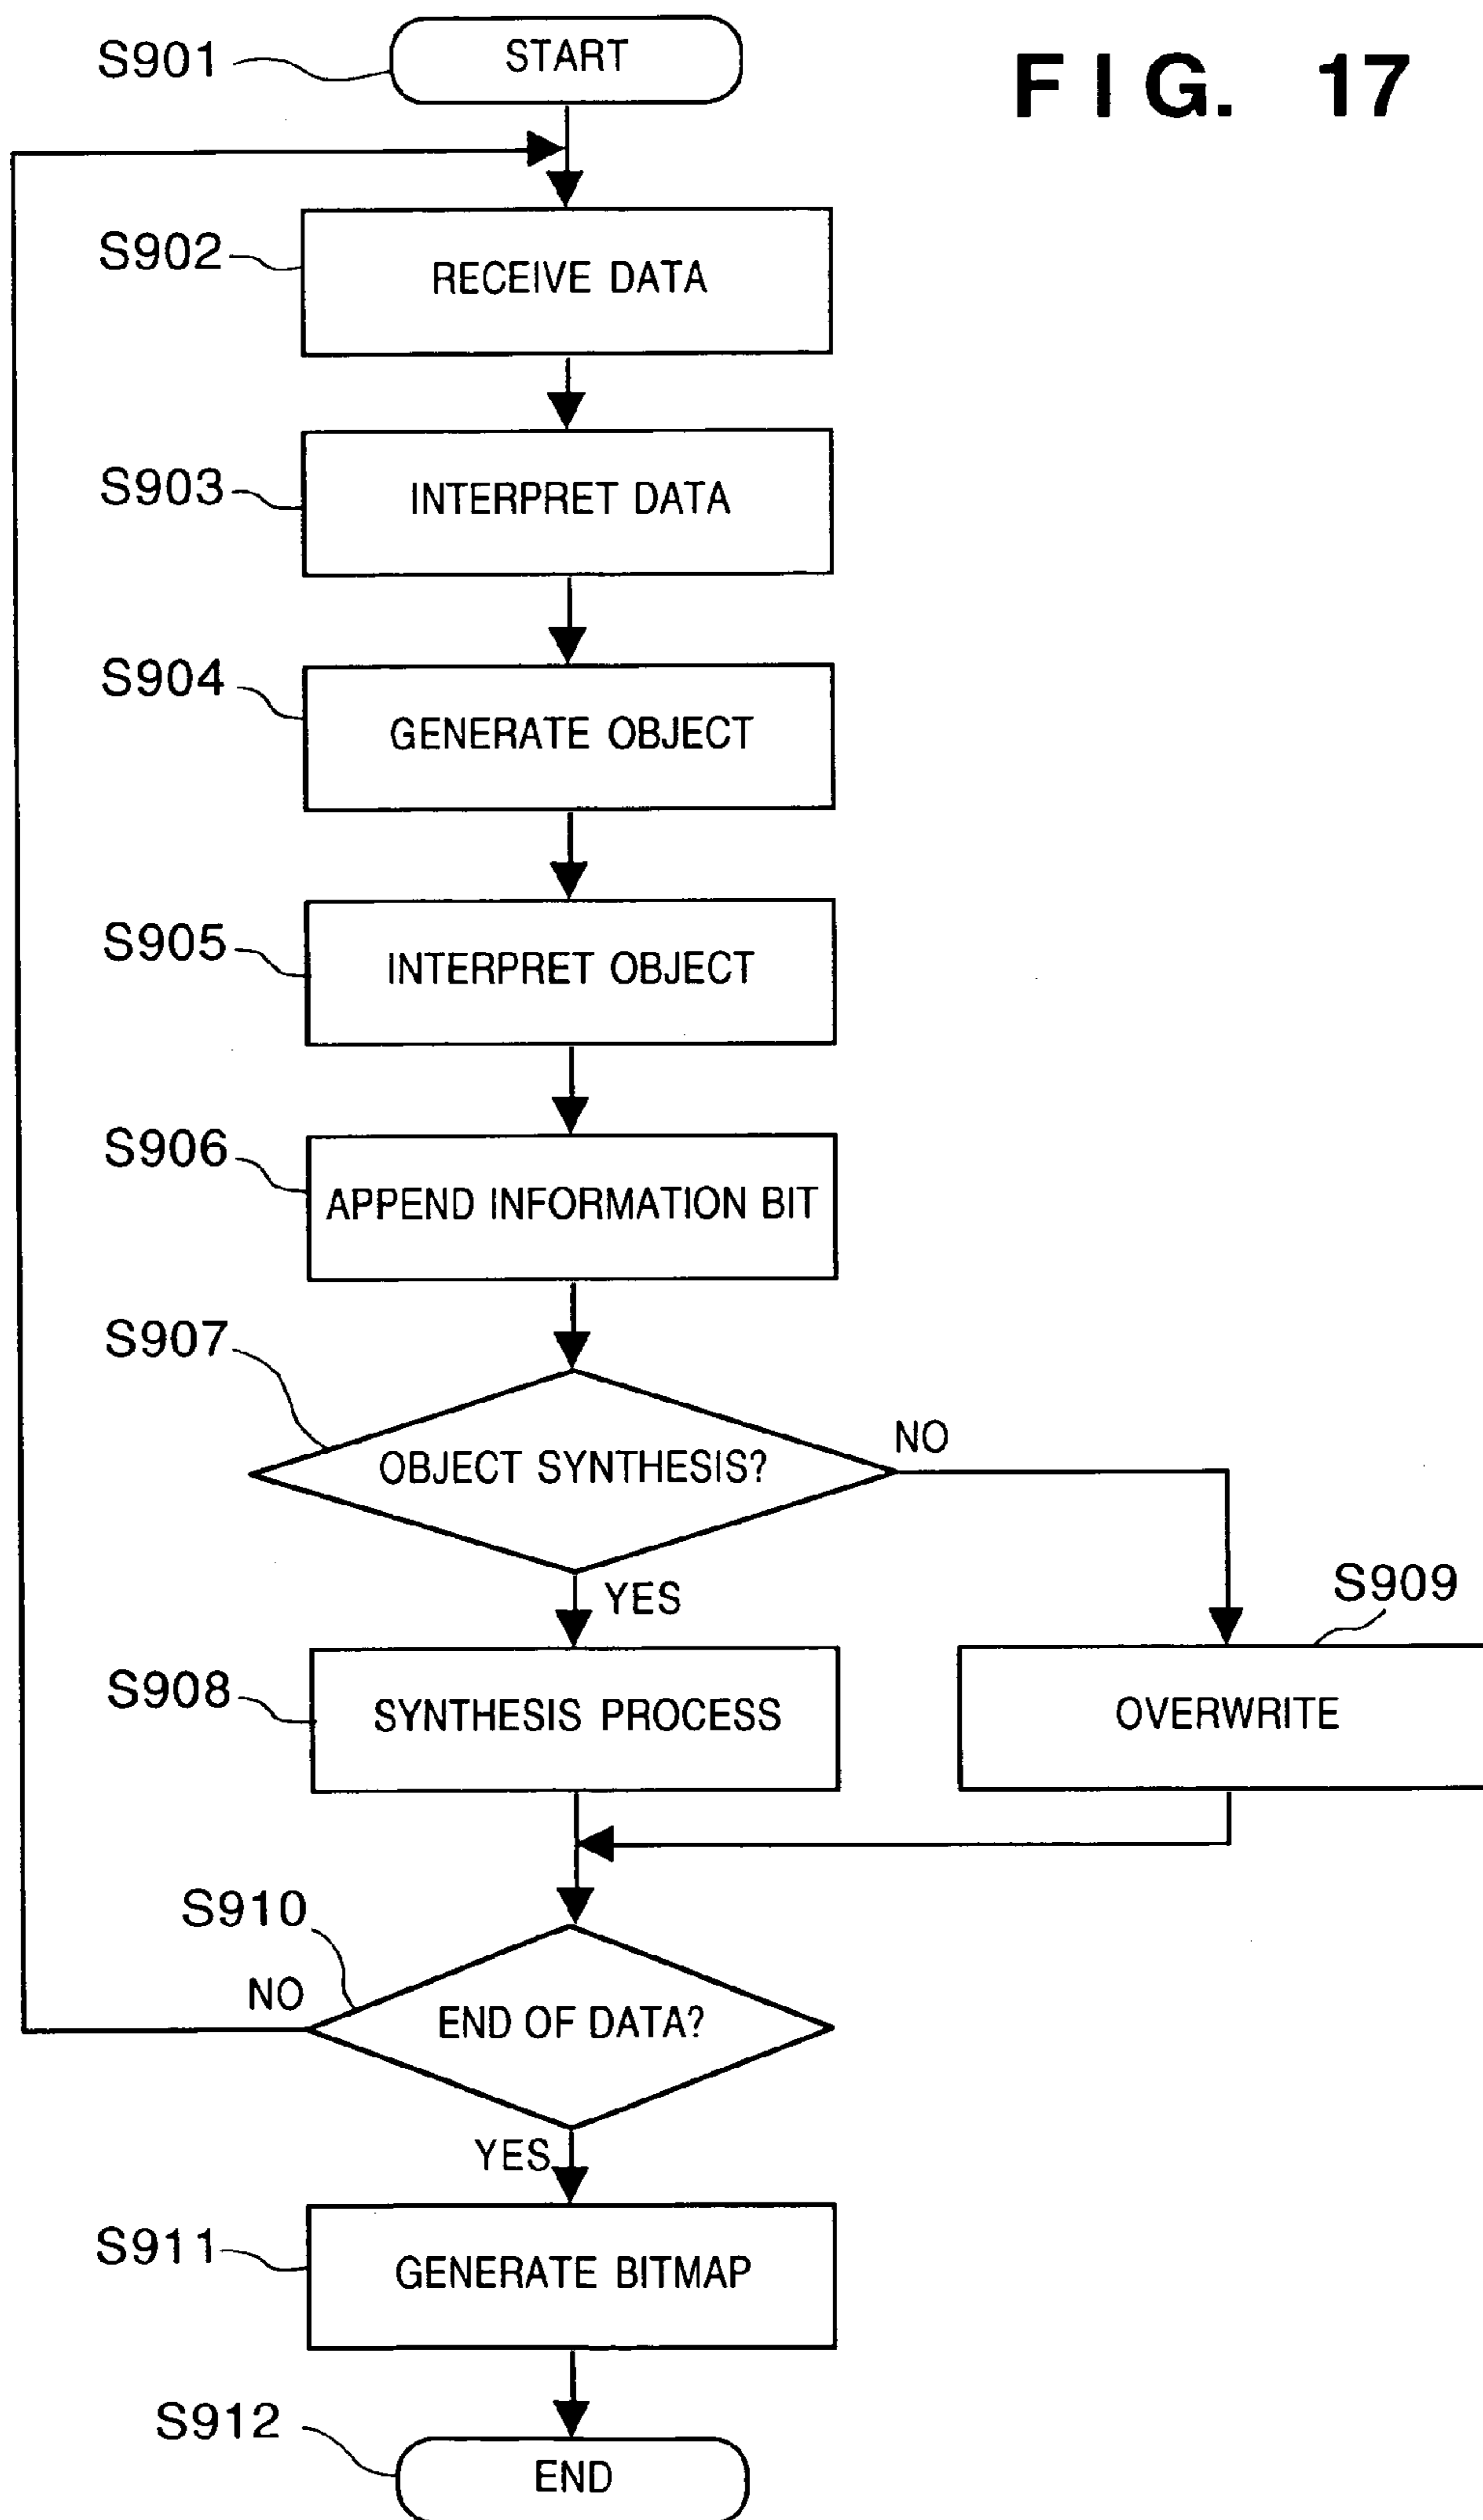 FIG. 17
S901
START
S902
RECEIVE DATA
S903
INTERPRET DATA
S904
GENERATE OBJECT
S905
INTERPRET OBJECT
S906
APPEND INFORMATION BIT
S907
OBJECT SYNTHESIS?
NO
YES
S909
S908
SYNTHESIS PROCESS
OVERWRITE
S910
NO
END OF DATA?
YES
S911
GENERATE BITMAP
S912
END